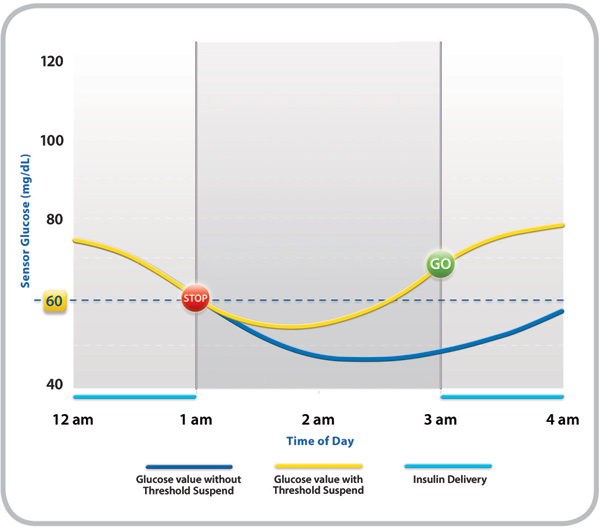 120
100
80
60
40
Sensor Glucose (mg/dL)
STOP
GO
12 am 1 am 2 am 3 am 4 am
Time of Day
Glucose value without
Threshold Suspend
Glucose value with
Threshold Suspend
Insulin Delivery